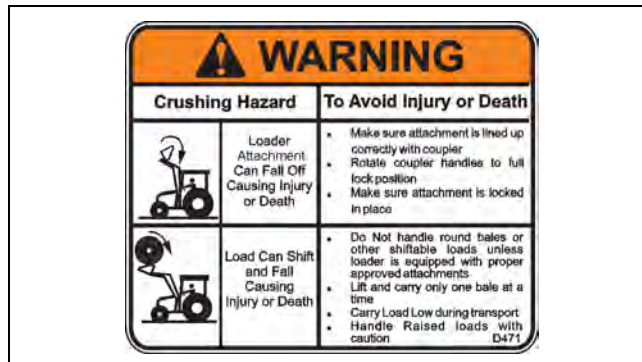 WARNING
Crushing Hazard
To Avoid Injury or Death
Loader
Attachment
Can Fall Off
Causing Injury
or Death
• Make sure attachment is lined up
correctly with coupler
• Rotate coupler handles to full
lock position
• Make sure attachment is locked
in place
Load Can Shift
and Fall
Causing
Injury or Death
• Do Not handle round bales or
other shiftable loads unless
loader is equipped with proper
approved attachments
• Lift and carry only one bale at a
time
• Carry Load Low during transport
• Handle Raised loads with
caution D471